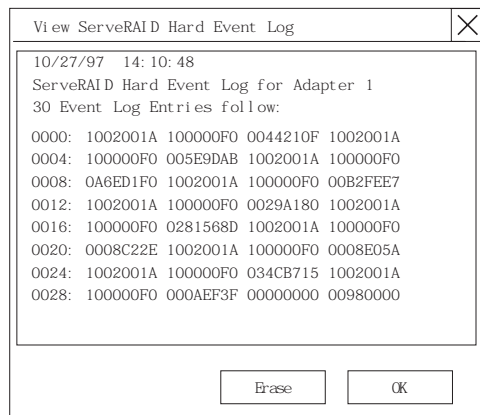 View ServeRAID Hard Event Log
10/27/97 14:10:48
ServeRAID Hard Event Log for Adapter 1
30 Event Log Entries follow:
0000: 1002001A 100000F0 0044210F 1002001A
0004: 100000F0 005E9DAB 1002001A 100000F0
0008: 0A6ED1F0 1002001A 100000F0 00B2FEE7
0012: 1002001A 100000F0 0029A180 1002001A
0016: 100000F0 0281568D 1002001A 100000F0
0020: 0008C22E 1002001A 100000F0 0008E05A
0024: 1002001A 100000F0 034CB715 1002001A
0028: 100000F0 000AEF3F 00000000 00980000
Erase OK